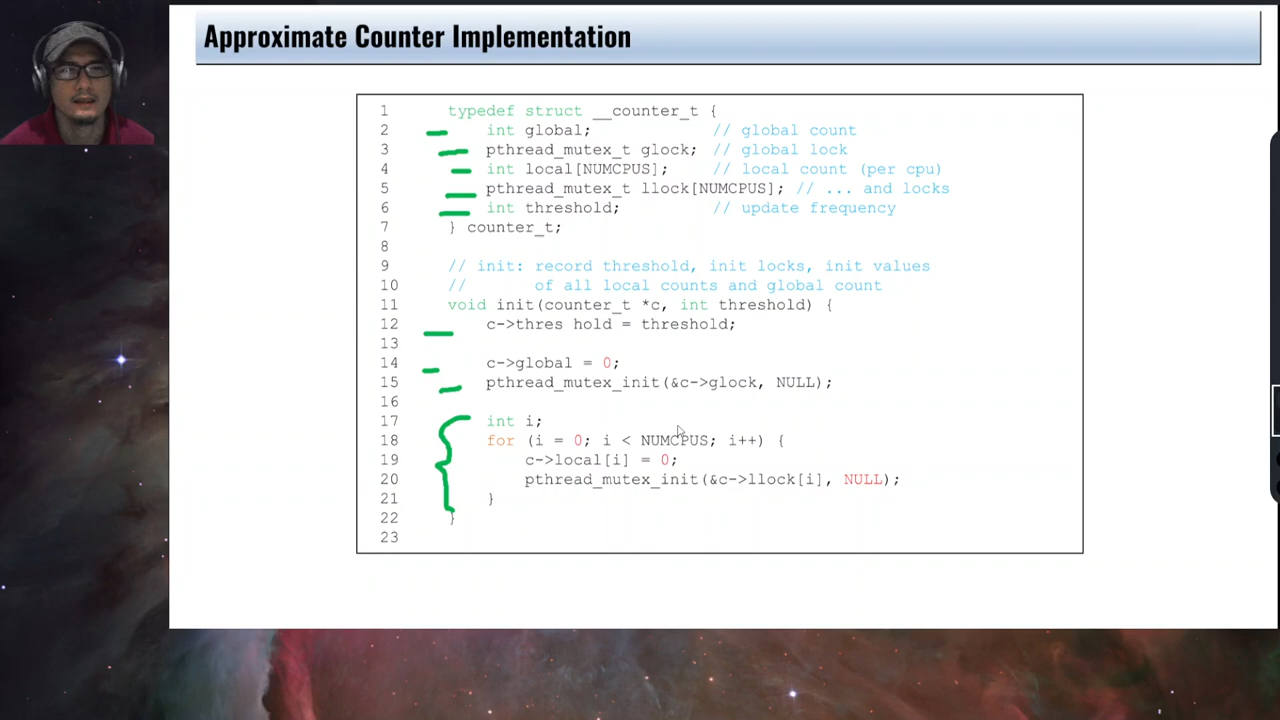 Approximate Counter Implementation
1 typedef struct __counter_t {
2 int global; // global count
3 pthread_mutex_t glock; // global lock
4 int local[NUMCPUS]; // local count (per cpu)
5 pthread_mutex_t llock[NUMCPUS]; // ... and locks
6 int threshold; // update frequency
7 } counter_t;
8
9 // init: record threshold, init locks, init values
10 // of all local counts and global count
11 void init(counter_t *c, int threshold) {
12 c->thres hold = threshold;
13
14 c->global = 0;
15 pthread_mutex_init(&c->glock, NULL);
16
17 int i;
18 for (i = 0; i < NUMCPUS; i++) {
19 c->local[i] = 0;
20 pthread_mutex_init(&c->llock[i], NULL);
21 }
22 }
23